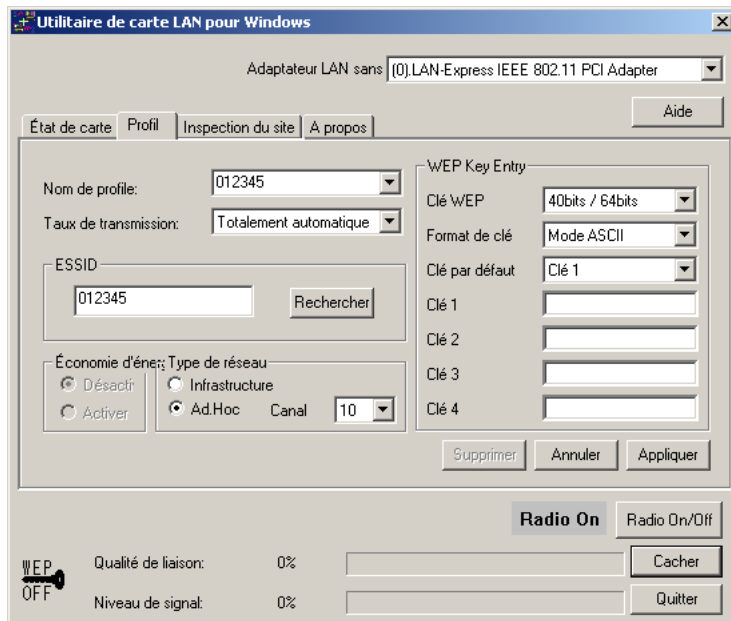 Utilitaire de carte LAN pour Windows
Adaptateur LAN sans (0).LAN-Express IEEE 802.11 PCI Adapter
Aide
État de carte Profil Inspection du site A propos
Nom de profile: 012345
Taux de transmission: Totalement automatique
ESSID
012345 Rechercher
Économie d'éner Type de réseau
Désacti Infrastructure
Activer Ad.Hoc Canal 10
WEP Key Entry
Clé WEP 40bits / 64bits
Format de clé Mode ASCII
Clé par défaut Clé 1
Clé 1
Clé 2
Clé 3
Clé 4
Supprimer Annuler Appliquer
Radio On Radio On/Off
WEP OFF
Qualité de liaison: 0% Cacher
Niveau de signal: 0% Quitter